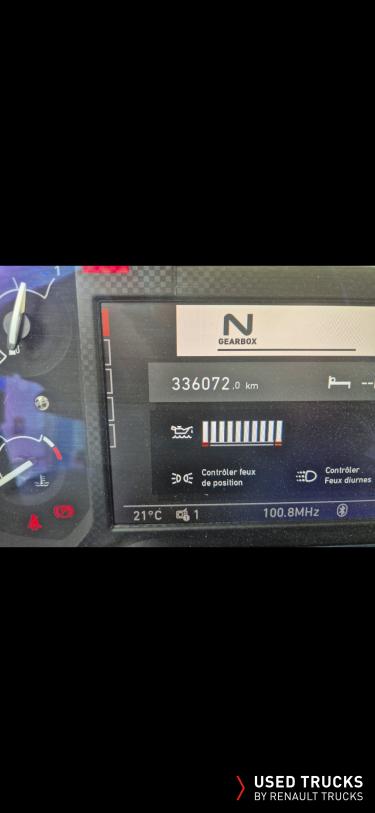 1
N
GEARBOX
336072.0 km
--
Contrôler feux
de position
Contrôler
Feux diurnes
21°C
1
100.8MHz
USED TRUCKS
BY RENAULT TRUCKS